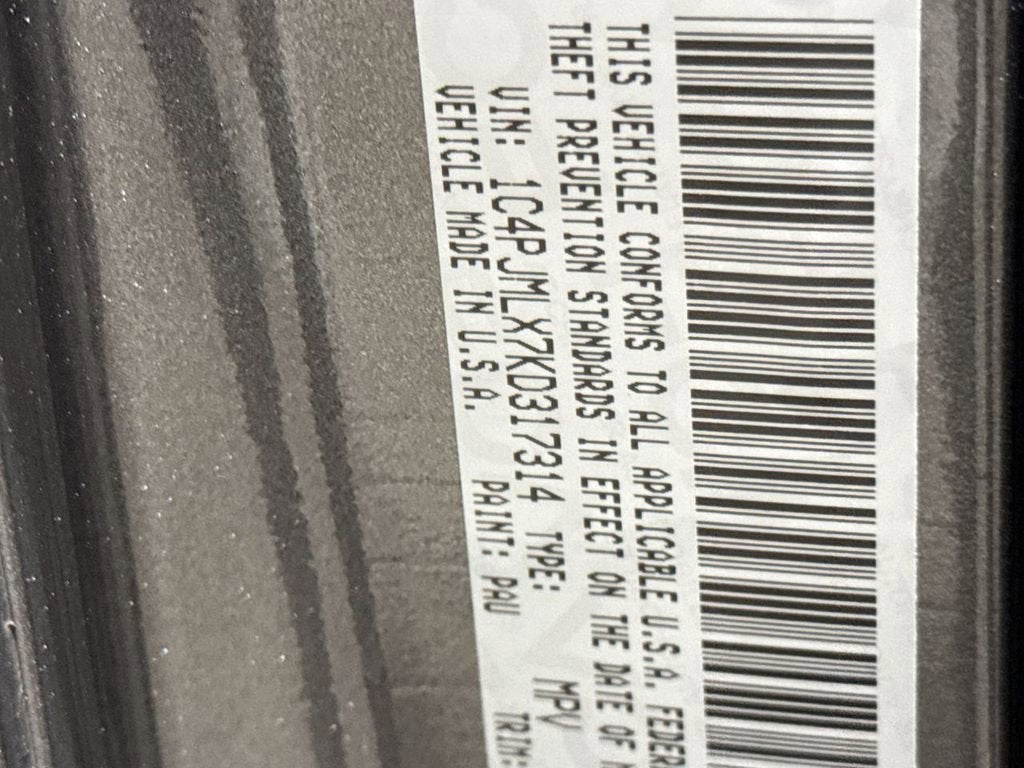 THIS VEHICLE CONFORMS TO ALL APPLICABLE U.S.A. FEDER
THEFT PREVENTION STANDARDS IN EFFECT ON THE DATE OF M
VIN: 1C4PJMLX7KD317314 TYPE: MPV
VEHICLE MADE IN U.S.A. PAINT: PAU TRIM: